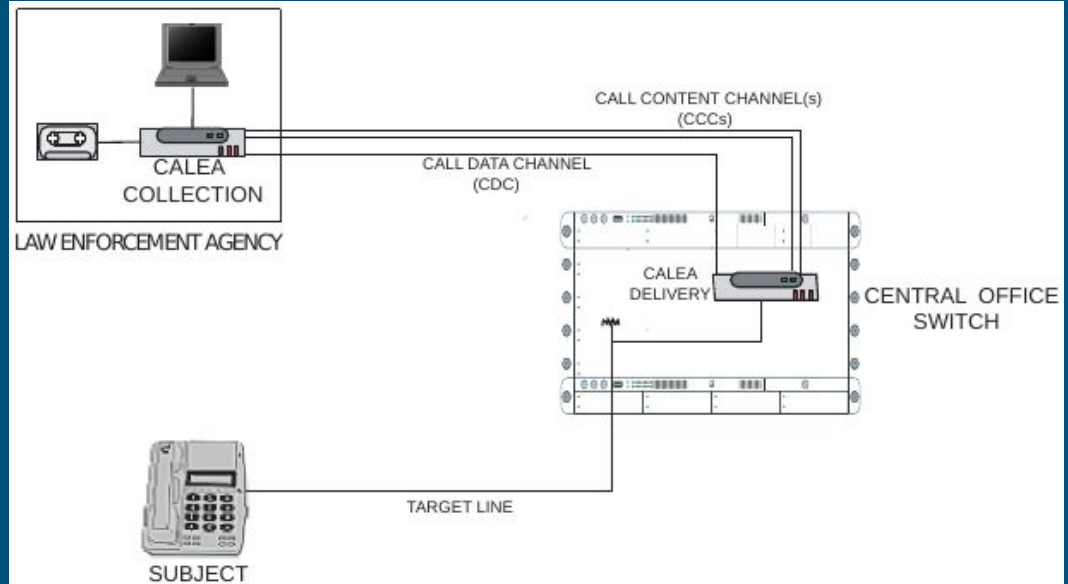 CALL CONTENT CHANNEL(s)
(CCCs)
CALEA
COLLECTION
CALL DATA CHANNEL
(CDC)
LAW ENFORCEMENT AGENCY
CALEA
DELIVERY
CENTRAL OFFICE
SWITCH
TARGET LINE
SUBJECT